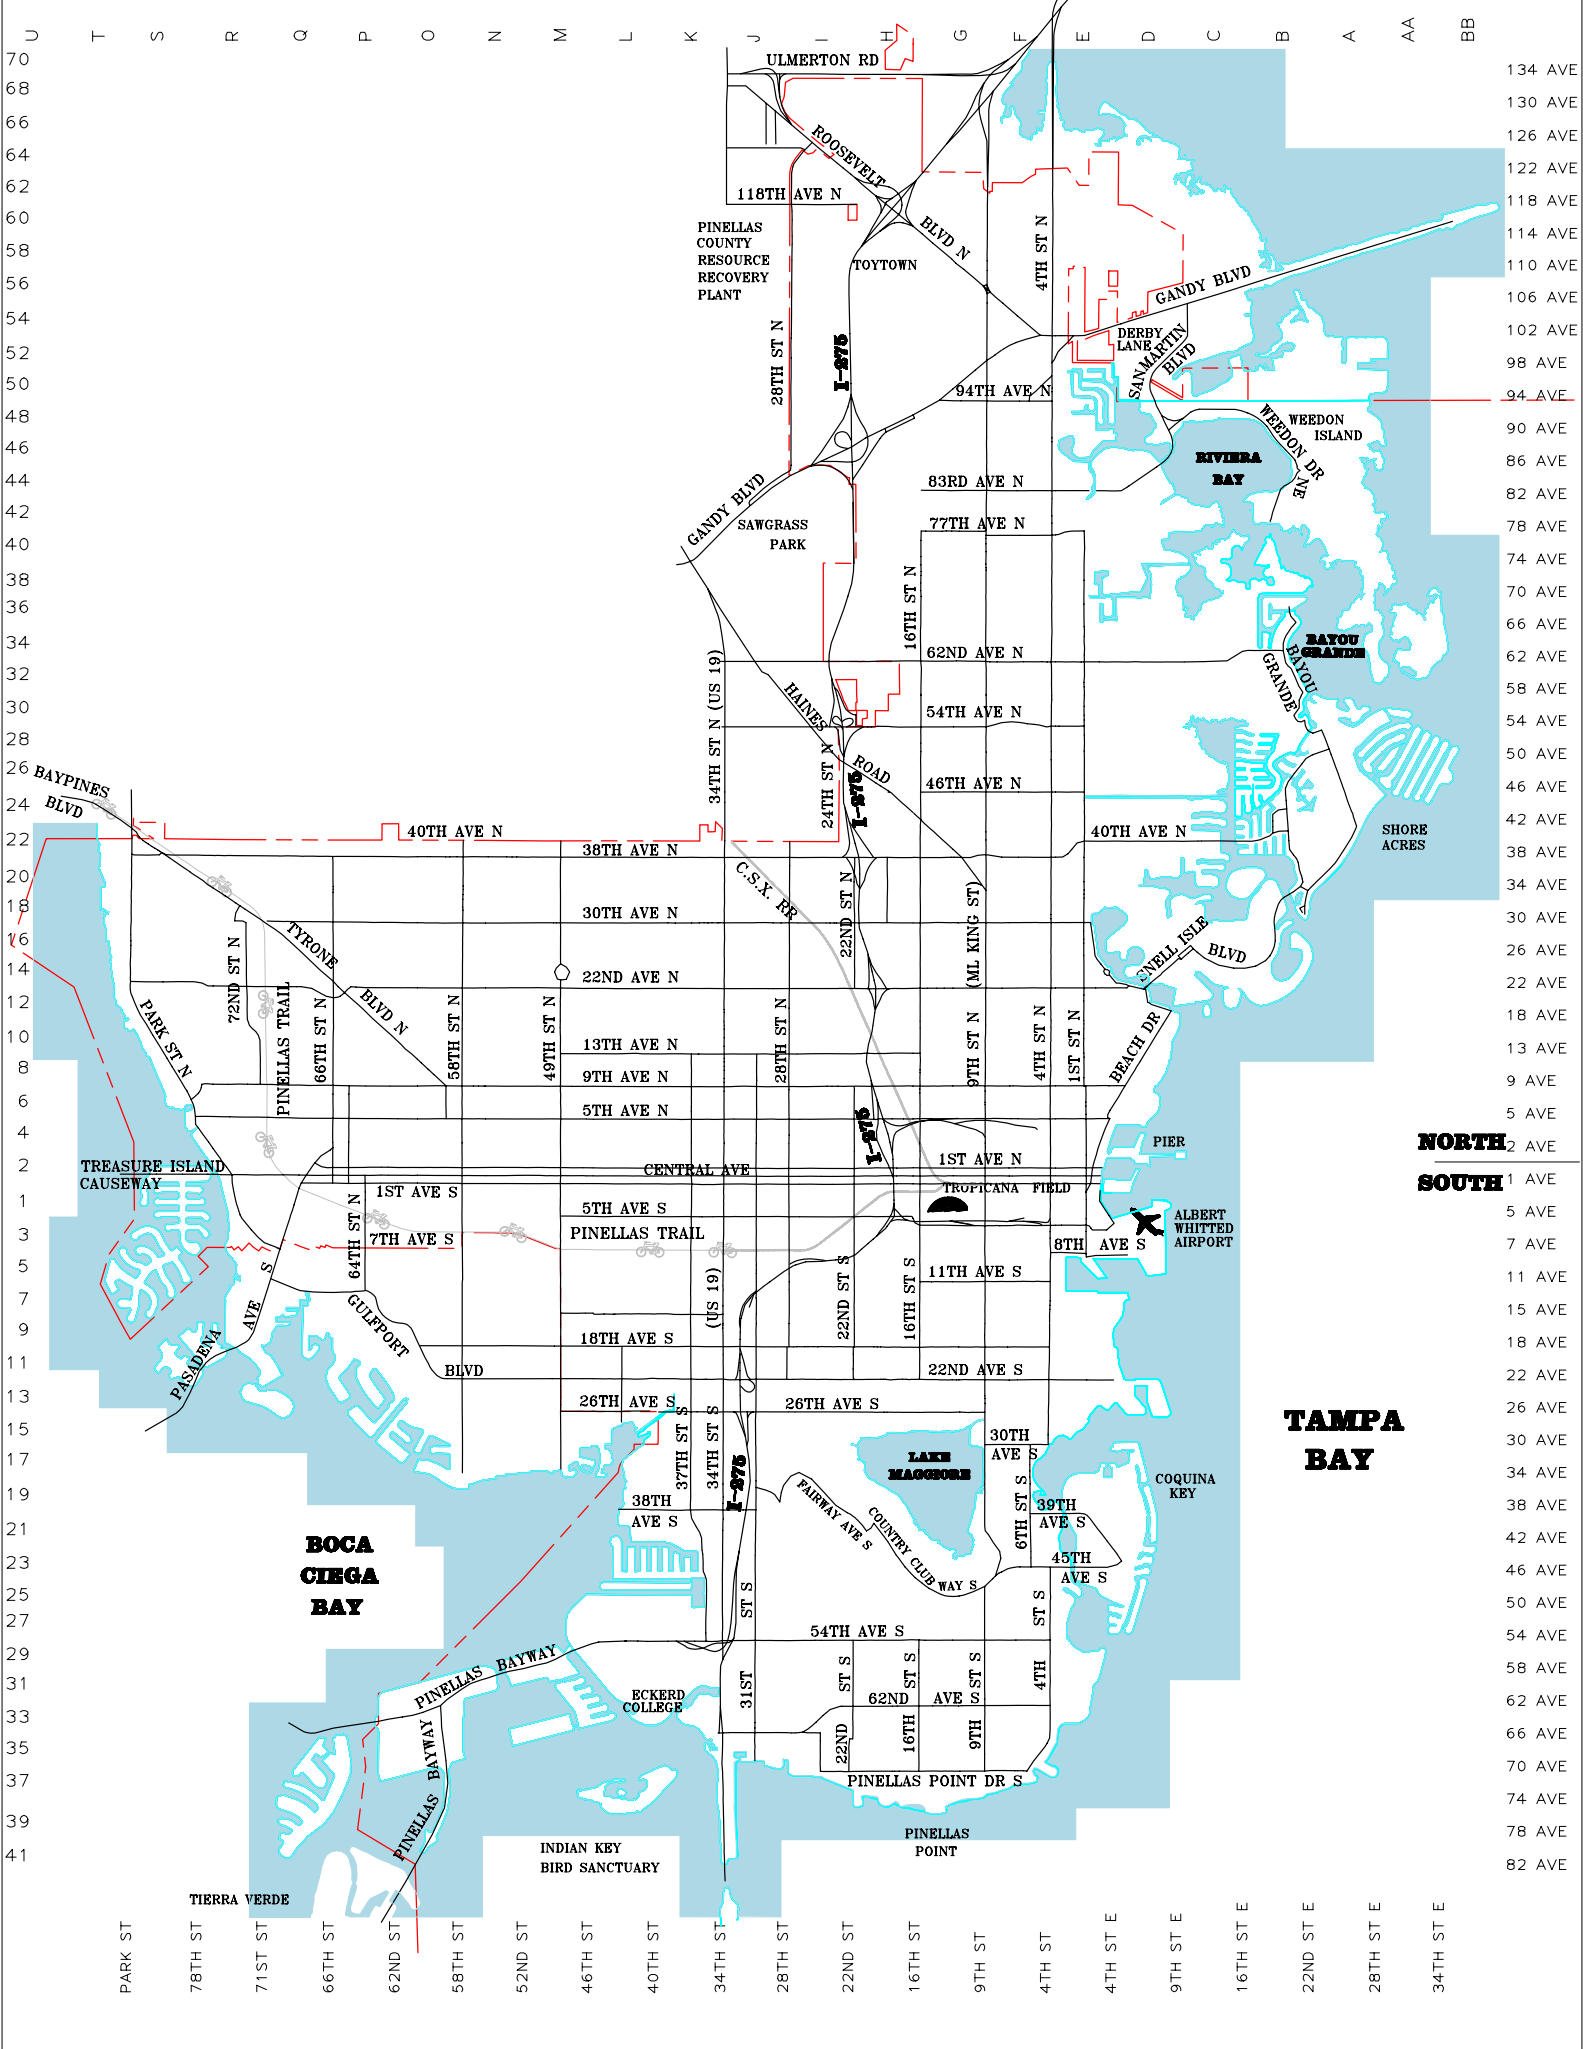 U T S R Q P O N M L K J I H G F E D C B A AA BB
70
68
66
64
62
60
58
56
54
52
50
48
46
44
42
40
38
36
34
32
30
28
26
24
22
20
18
16
14
12
10
8
6
4
2
1
3
5
7
9
11
13
15
17
19
21
23
25
27
29
31
33
35
37
39
41
134 AVE
130 AVE
126 AVE
122 AVE
118 AVE
114 AVE
110 AVE
106 AVE
102 AVE
98 AVE
94 AVE
90 AVE
86 AVE
82 AVE
78 AVE
74 AVE
70 AVE
66 AVE
62 AVE
58 AVE
54 AVE
50 AVE
46 AVE
42 AVE
38 AVE
34 AVE
30 AVE
26 AVE
22 AVE
18 AVE
13 AVE
9 AVE
5 AVE
2 AVE
1 AVE
5 AVE
7 AVE
11 AVE
15 AVE
18 AVE
22 AVE
26 AVE
30 AVE
34 AVE
38 AVE
42 AVE
46 AVE
50 AVE
54 AVE
58 AVE
62 AVE
66 AVE
70 AVE
74 AVE
78 AVE
82 AVE
NORTH
SOUTH
ULMERTON RD
ROOSEVELT
BLVD N
118TH AVE N
PINELLAS
COUNTY
RESOURCE
RECOVERY
PLANT
TOYTOWN
4TH ST N
GANDY BLVD
28TH ST N
I-275
DERBY
LANE
SAN MARTIN
BLVD
94TH AVE N
WEEDON DR
NE
WEEDON
ISLAND
RIVIERA
BAY
83RD AVE N
GANDY BLVD
SAWGRASS
PARK
77TH AVE N
16TH ST N
62ND AVE N
BAYOU
GRANDE
BAYOU
GRANDE
34TH ST N (US 19)
HAINES
ROAD
54TH AVE N
24TH ST N
I-275
46TH AVE N
BAYPINES
BLVD
40TH AVE N
40TH AVE N
SHORE
ACRES
38TH AVE N
C.S.X. RR
22ND ST N
30TH AVE N
(ML KING ST)
9TH ST N
SNELL ISLE
BLVD
TYRONE
BLVD N
72ND ST N
PINELLAS TRAIL
66TH ST N
22ND AVE N
PARK ST N
58TH ST N
49TH ST N
28TH ST N
4TH ST N
1ST ST N
BEACH DR
13TH AVE N
9TH AVE N
5TH AVE N
I-275
PIER
1ST AVE N
TREASURE ISLAND
CAUSEWAY
CENTRAL AVE
1ST AVE S
TROPICANA FIELD
64TH ST N
5TH AVE S
7TH AVE S
PINELLAS TRAIL
ALBERT
WHITTED
AIRPORT
8TH AVE S
PASADENA
AVE S
GULFPORT
BLVD
(US 19)
22ND ST S
16TH ST S
11TH AVE S
18TH AVE S
22ND AVE S
26TH AVE S
26TH AVE S
37TH ST S
34TH ST S
I-275
LAKE
MAGGIORE
30TH
AVE S
TAMPA
BAY
COQUINA
KEY
FAIRWAY AVE S
COUNTRY CLUB WAY S
6TH ST S
39TH
AVE S
38TH
AVE S
45TH
AVE S
BOCA
CIEGA
BAY
ST S
31ST
54TH AVE S
ST S
4TH
PINELLAS BAYWAY
ECKERD
COLLEGE
ST S
22ND
ST S
16TH
ST S
9TH
62ND AVE S
PINELLAS BAYWAY
PINELLAS POINT DR S
PINELLAS
POINT
INDIAN KEY
BIRD SANCTUARY
TIERRA VERDE
PARK ST
78TH ST
71ST ST
66TH ST
62ND ST
58TH ST
52ND ST
46TH ST
40TH ST
34TH ST
28TH ST
22ND ST
16TH ST
9TH ST
4TH ST
4TH ST E
9TH ST E
16TH ST E
22ND ST E
28TH ST E
34TH ST E